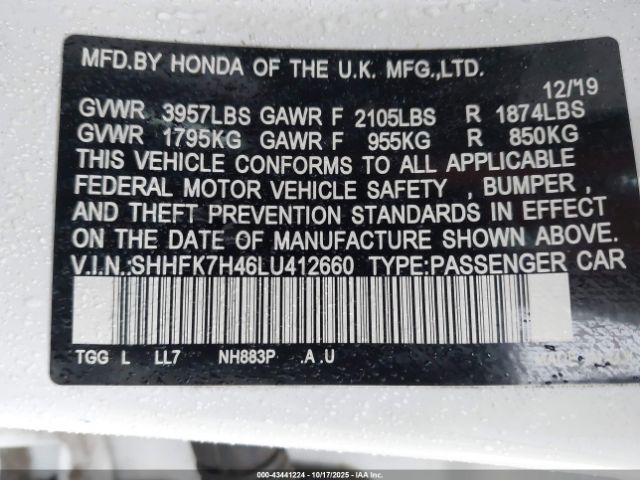 MFD.BY HONDA OF THE U.K. MFG.,LTD.
12/'19
GVWR 3957LBS GAWR F 2105LBS R 1874LBS
GVWR 1795KG GAWR F 955KG R 850KG
THIS VEHICLE CONFORMS TO ALL APPLICABLE
FEDERAL MOTOR VEHICLE SAFETY , BUMPER ,
AND THEFT PREVENTION STANDARDS IN EFFECT
ON THE DATE OF MANUFACTURE SHOWN ABOVE.
V.I.N.:SHHFK7H46LU412660 TYPE:PASSENGER CAR
TGG L LL7 NH883P .A .U
000-43441224 | 10/17/2025 | Copyright © IAA, LLC.